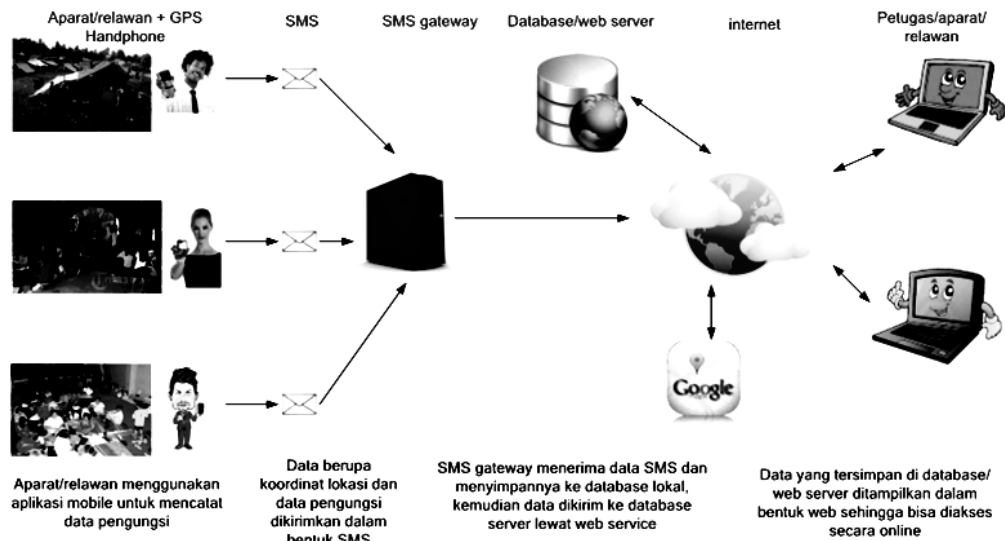 Aparat/relawan + GPS
Handphone
SMS
SMS gateway
Database/web server
internet
Petugas/aparat/
relawan
Google
Aparat/relawan menggunakan
aplikasi mobile untuk mencatat
data pengungsi
Data berupa
koordinat lokasi dan
data pengungsi
dikirimkan dalam
bentuk SMS
SMS gateway menerima data SMS dan
menyimpannya ke database lokal,
kemudian data dikirim ke database
server lewat web service
Data yang tersimpan di database/
web server ditampilkan dalam
bentuk web sehingga bisa diakses
secara online